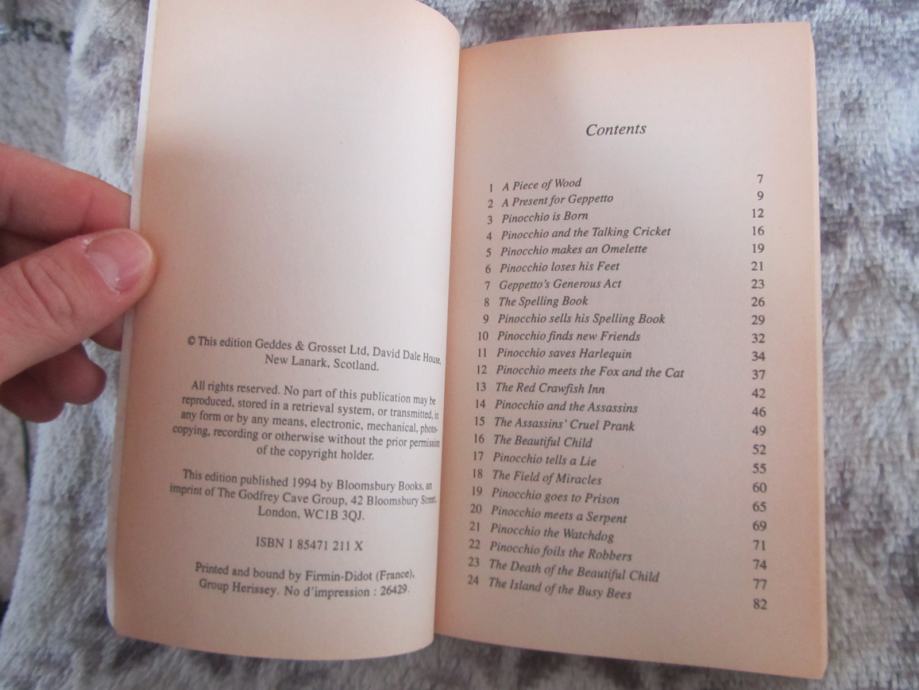 © This edition Geddes & Grosset Ltd, David Dale House,
New Lanark, Scotland.
All rights reserved. No part of this publication may be
reproduced, stored in a retrieval system, or transmitted, in
any form or by any means, electronic, mechanical, photo-
copying, recording or otherwise without the prior permission
of the copyright holder.
This edition published 1994 by Bloomsbury Books, an
imprint of The Godfrey Cave Group, 42 Bloomsbury Street,
London, WC1B 3QJ.
ISBN 1 85471 211 X
Printed and bound by Firmin-Didot (France),
Group Herissey. No d'impression : 26429.
Contents
1 A Piece of Wood 7
2 A Present for Geppetto 9
3 Pinocchio is Born 12
4 Pinocchio and the Talking Cricket 16
5 Pinocchio makes an Omelette 19
6 Pinocchio loses his Feet 21
7 Geppetto's Generous Act 23
8 The Spelling Book 26
9 Pinocchio sells his Spelling Book 29
10 Pinocchio finds new Friends 32
11 Pinocchio saves Harlequin 34
12 Pinocchio meets the Fox and the Cat 37
13 The Red Crawfish Inn 42
14 Pinocchio and the Assassins 46
15 The Assassins' Cruel Prank 49
16 The Beautiful Child 52
17 Pinocchio tells a Lie 55
18 The Field of Miracles 60
19 Pinocchio goes to Prison 65
20 Pinocchio meets a Serpent 69
21 Pinocchio the Watchdog 71
22 Pinocchio foils the Robbers 74
23 The Death of the Beautiful Child 77
24 The Island of the Busy Bees 82